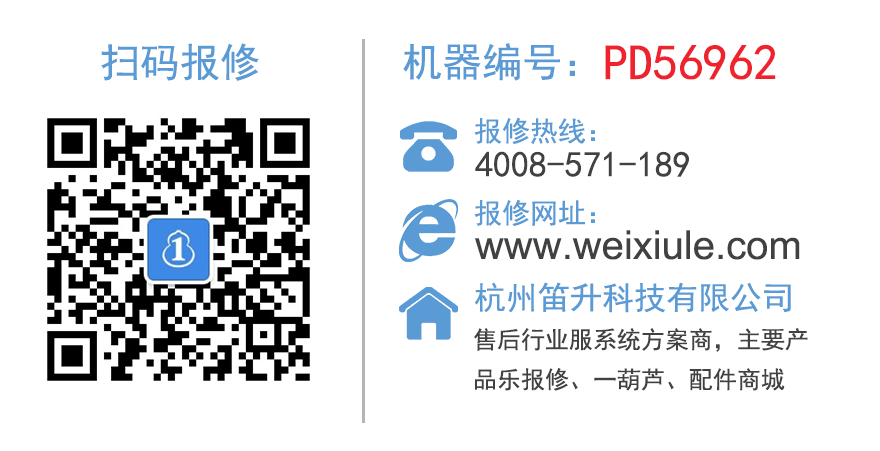 扫码报修
1
机器编号：PD56962
报修热线：
4008-571-189
报修网址：
www.weixiule.com
杭州笛升科技有限公司
售后行业服系统方案商，主要产
品乐报修、一葫芦、配件商城